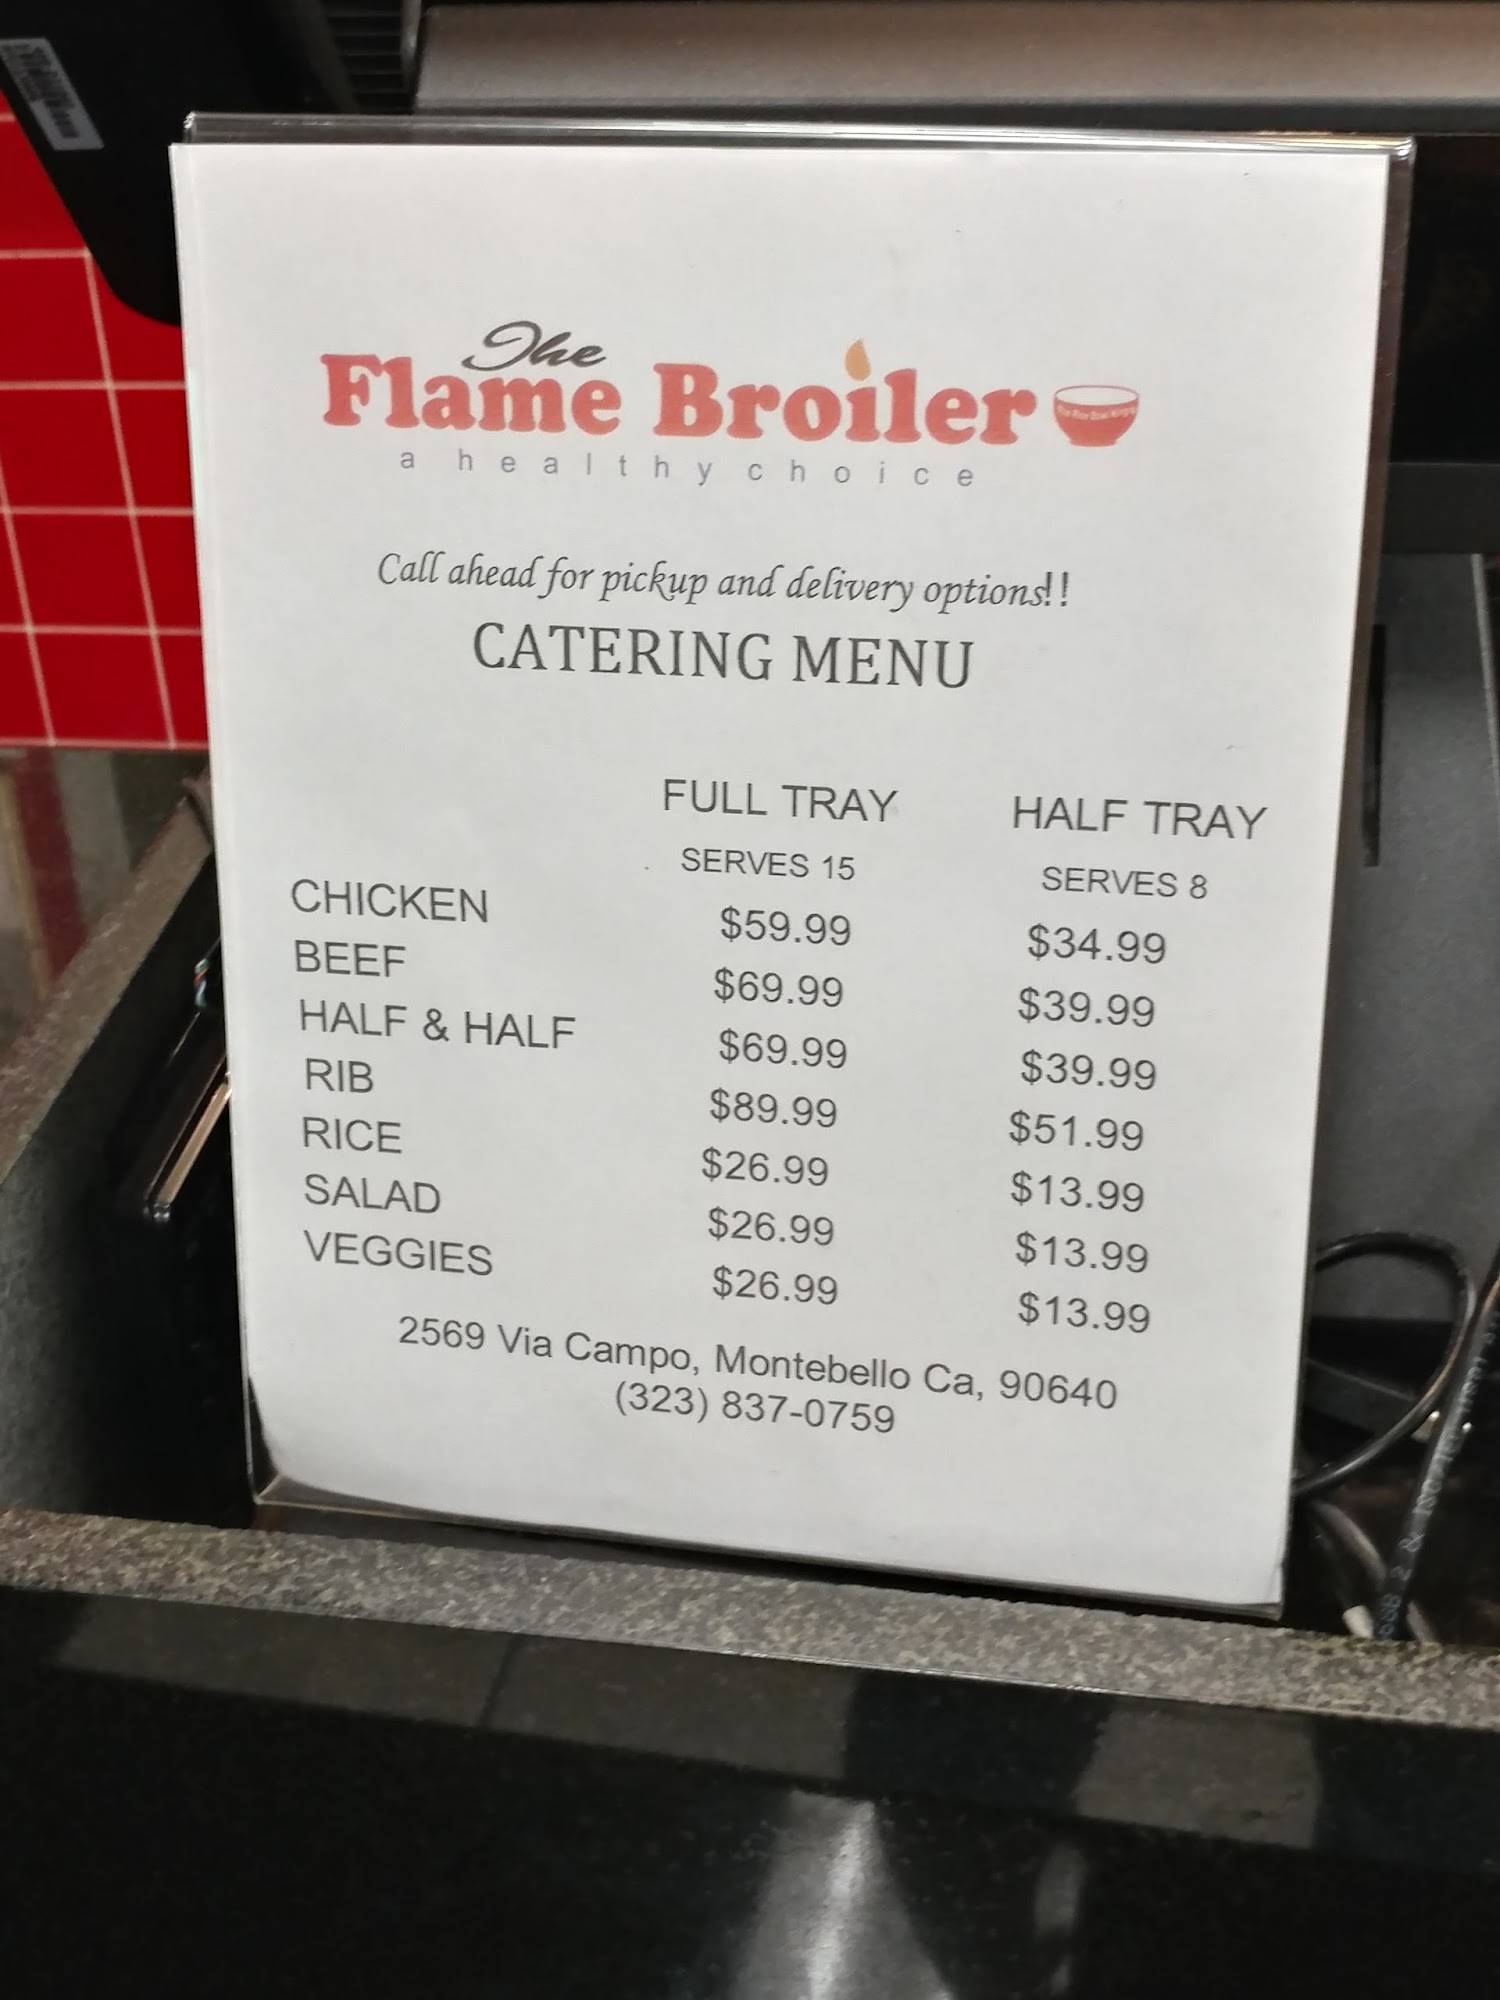 The
Flame Broiler
a healthy choice
Call ahead for pickup and delivery options!!
CATERING MENU
FULL TRAY HALF TRAY
SERVES 15 SERVES 8
CHICKEN $59.99 $34.99
BEEF $69.99 $39.99
HALF & HALF $69.99 $39.99
RIB $89.99 $51.99
RICE $26.99 $13.99
SALAD $26.99 $13.99
VEGGIES $26.99 $13.99
2569 Via Campo, Montebello Ca, 90640
(323) 837-0759